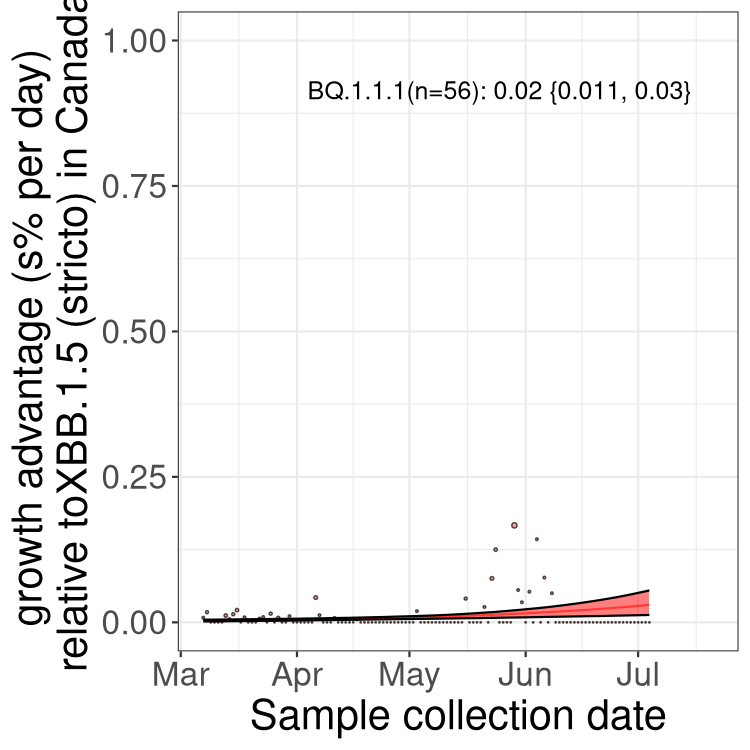 growth advantage (s% per day)
relative toXBB.1.5 (stricto) in Canada
1.00
0.75
0.50
0.25
0.00
BQ.1.1.1(n=56): 0.02 {0.011, 0.03}
Mar Apr May Jun Jul
Sample collection date